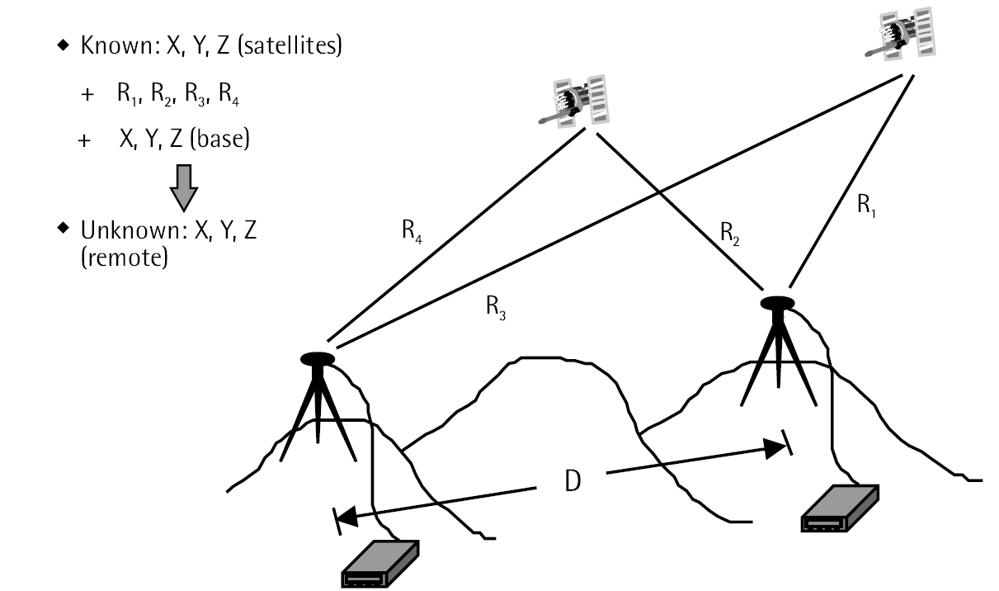 ◆ Known: X, Y, Z (satellites)
+ R₁, R₂, R₃, R₄
+ X, Y, Z (base)
◆ Unknown: X, Y, Z
(remote)
R₁
R₄
R₂
R₃
D